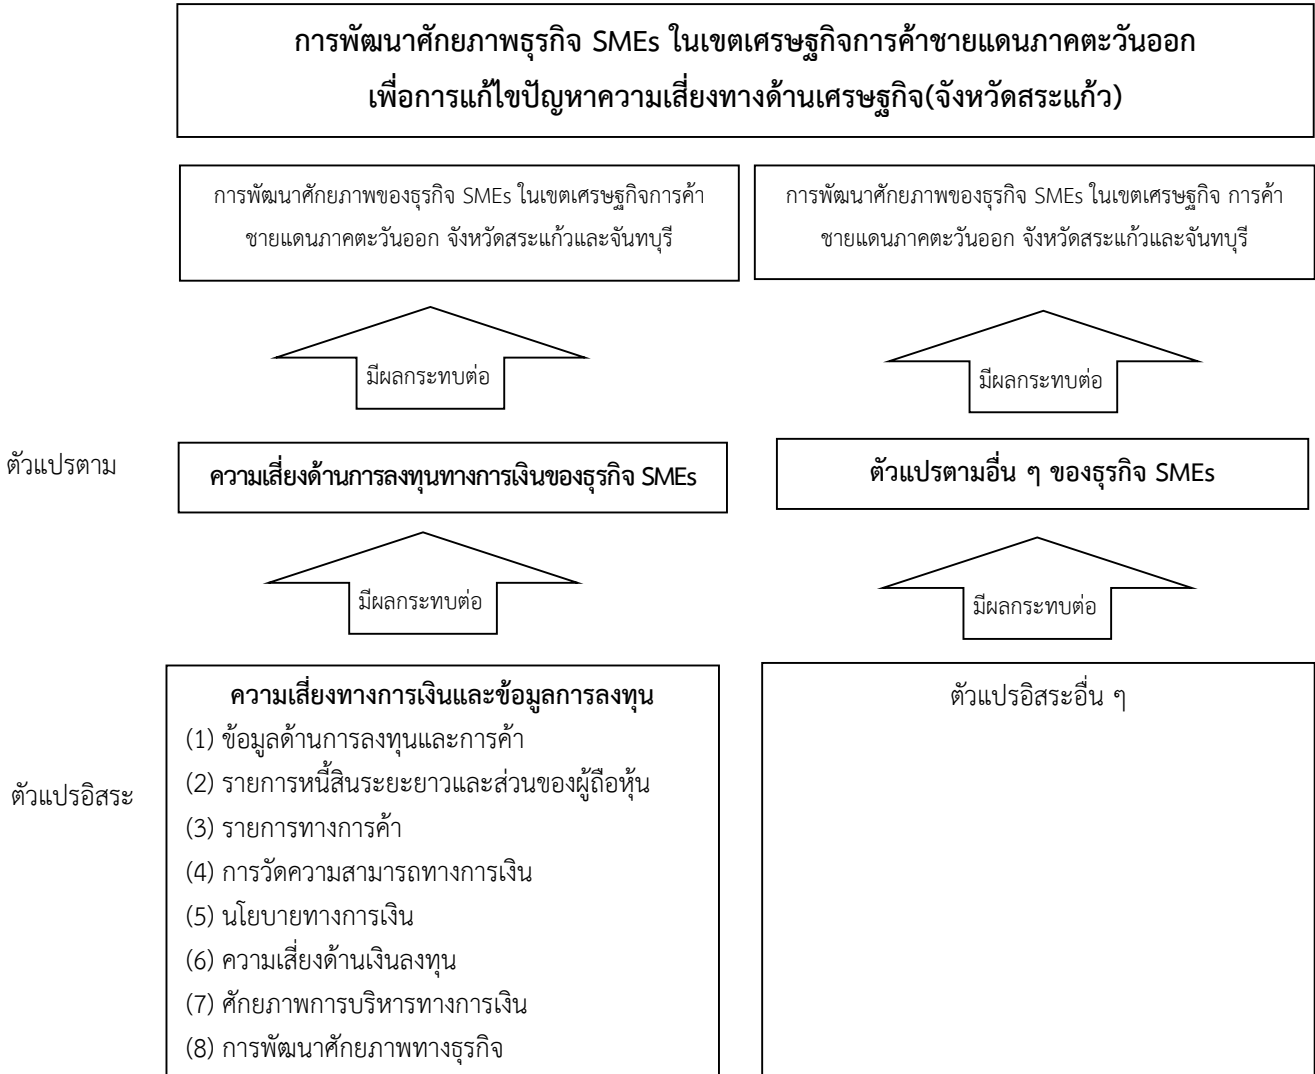 การพัฒนาศักยภาพธุรกิจ SMEs ในเขตเศรษฐกิจการค้าชายแดนภาคตะวันออก
เพื่อการแก้ไขปัญหาความเสี่ยงทางด้านเศรษฐกิจ(จังหวัดสระแก้ว)
การพัฒนาศักยภาพของธุรกิจ SMEs ในเขตเศรษฐกิจการค้า
ชายแดนภาคตะวันออก จังหวัดสระแก้วและจันทบุรี
การพัฒนาศักยภาพของธุรกิจ SMEs ในเขตเศรษฐกิจ การค้า
ชายแดนภาคตะวันออก จังหวัดสระแก้วและจันทบุรี
มีผลกระทบต่อ
มีผลกระทบต่อ
ตัวแปรตาม
ความเสี่ยงด้านการลงทุนทางการเงินของธุรกิจ SMEs
ตัวแปรตามอื่น ๆ ของธุรกิจ SMEs
มีผลกระทบต่อ
มีผลกระทบต่อ
ตัวแปรอิสระ
ความเสี่ยงทางการเงินและข้อมูลการลงทุน
(1) ข้อมูลด้านการลงทุนและการค้า
(2) รายการหนี้สินระยะยาวและส่วนของผู้ถือหุ้น
(3) รายการทางการค้า
(4) การวัดความสามารถทางการเงิน
(5) นโยบายทางการเงิน
(6) ความเสี่ยงด้านเงินลงทุน
(7) ศักยภาพการบริหารทางการเงิน
(8) การพัฒนาศักยภาพทางธุรกิจ
ตัวแปรอิสระอื่น ๆ